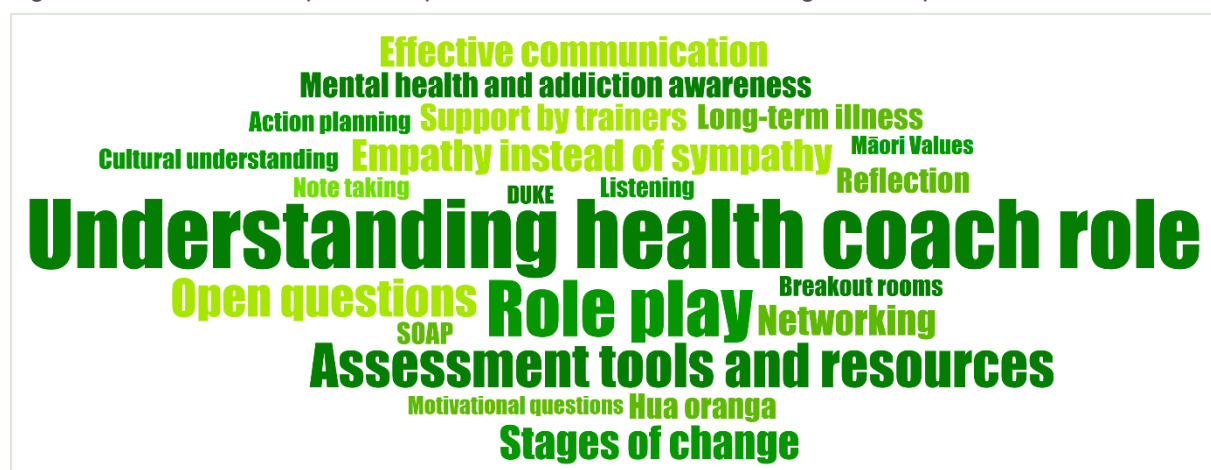 Effective communication
Mental health and addiction awareness
Action planning Support by trainers Long-term illness
Cultural understanding Empathy instead of sympathy Māori Values
Note taking DUKE Listening Reflection
Understanding health coach role
Open questions Role play Breakout rooms
SOAP Networking
Assessment tools and resources
Motivational questions Hua oranga
Stages of change